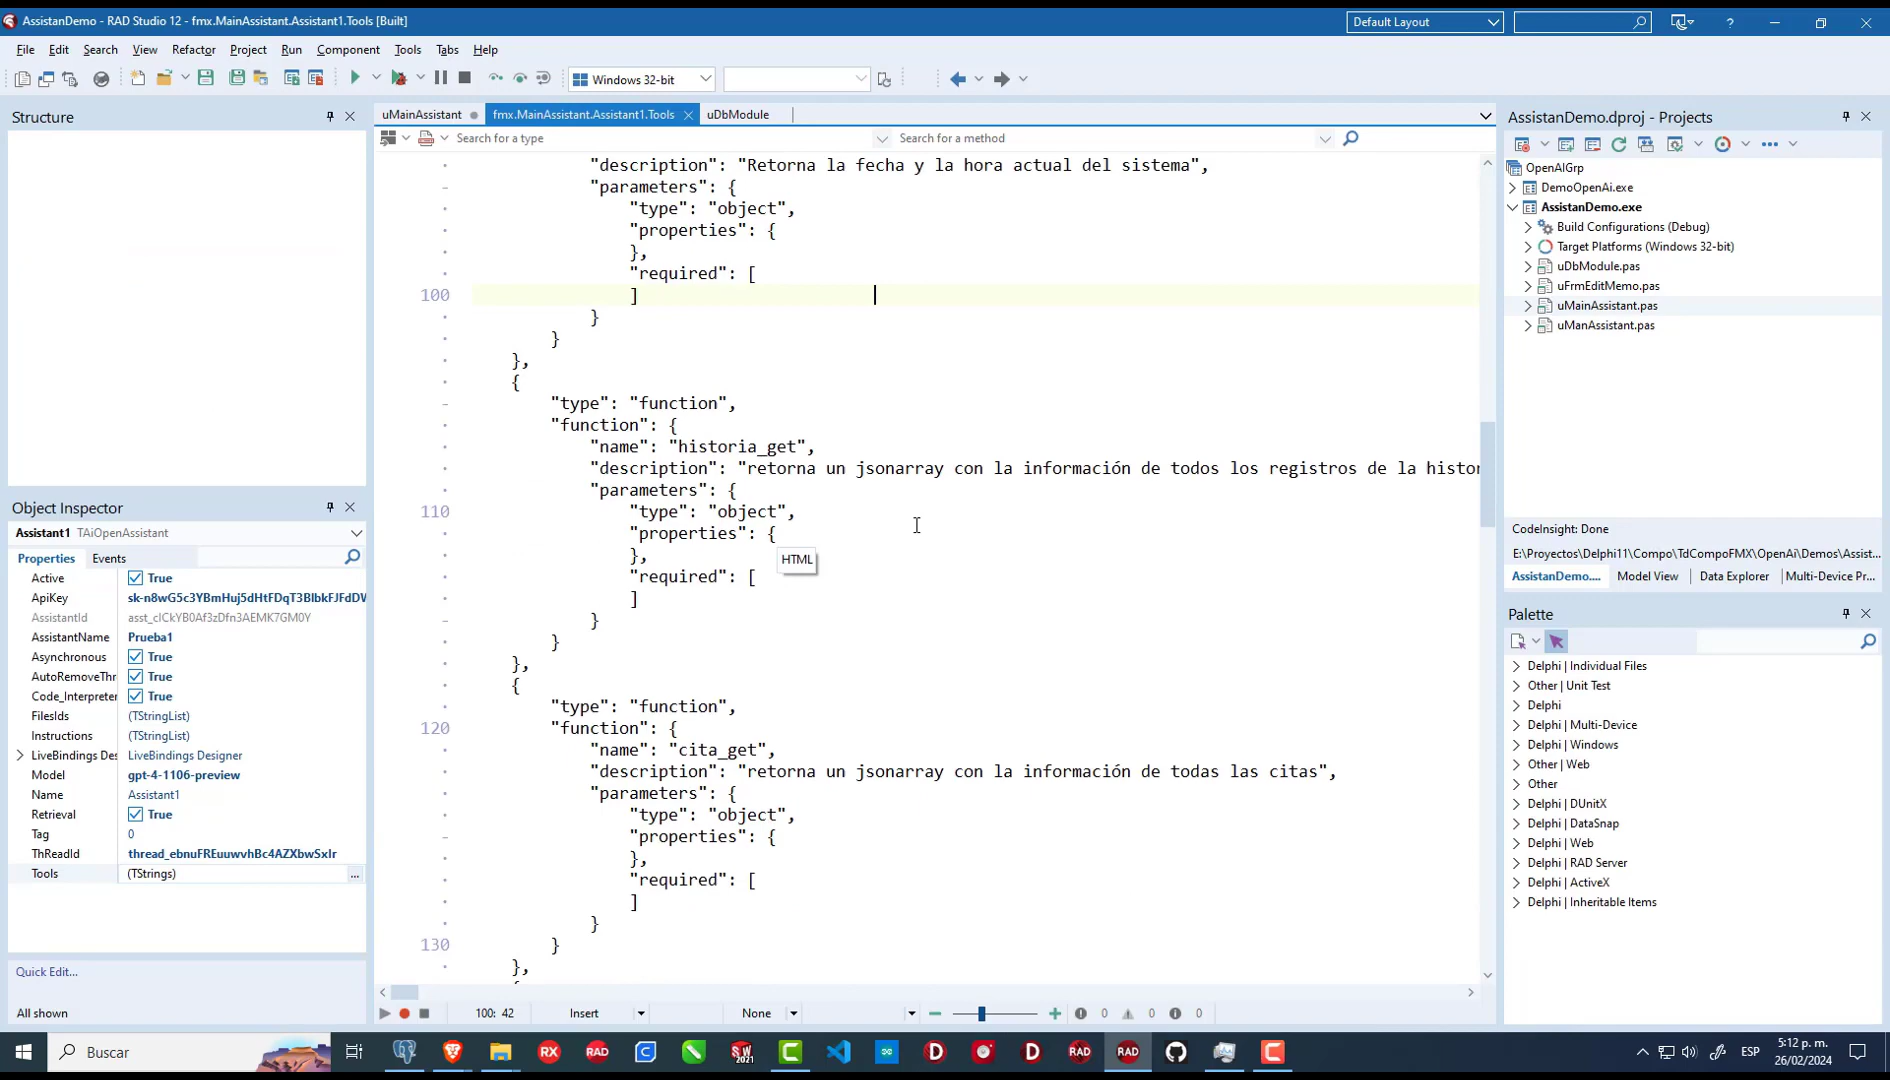 AssistanDemo - RAD Studio 12 - fmx.MainAssistant.Assistant1.Tools [Built]
Default Layout
File Edit Search View Refactor Project Run Component Tools Tabs Help
Windows 32-bit
Structure
uMainAssistant
fmx.MainAssistant.Assistant1.Tools
uDbModule
Search for a type
Search for a method
"description": "Retorna la fecha y la hora actual del sistema",
"parameters": {
"type": "object",
"properties": {
},
"required": [
100 ]
}
}
},
{
"type": "function",
"function": {
"name": "historia_get",
"description": "retorna un jsonarray con la información de todos los registros de la histor
"parameters": {
110 "type": "object",
"properties": {
},
HTML
"required": [
]
}
}
},
{
"type": "function",
120 "function": {
"name": "cita_get",
"description": "retorna un jsonarray con la información de todas las citas",
"parameters": {
"type": "object",
"properties": {
},
"required": [
]
}
130 }
},
100: 42
Insert
None
0 0 0
Object Inspector
Assistant1 TAiOpenAssistant
Properties Events
Active True
ApiKey
AssistantId
AssistantName Prueba1
Asynchronous True
AutoRemoveThr True
Code_Interpreter True
FilesIds (TStringList)
Instructions (TStringList)
LiveBindings Des LiveBindings Designer
Model gpt-4-1106-preview
Name Assistant1
Retrieval True
Tag 0
ThReadId
Tools (TStrings) ...
Quick Edit...
All shown
AssistanDemo.dproj - Projects
OpenAIGrp
DemoOpenAi.exe
AssistanDemo.exe
Build Configurations (Debug)
Target Platforms (Windows 32-bit)
uDbModule.pas
uFrmEditMemo.pas
uMainAssistant.pas
uManAssistant.pas
CodeInsight: Done
E:\Proyectos\Delphi11\Compo\TdCompoFMX\OpenAi\Demos\Assist...
AssistanDemo.... Model View Data Explorer Multi-Device Pr...
Palette
Delphi | Individual Files
Other | Unit Test
Delphi
Delphi | Multi-Device
Delphi | Windows
Other | Web
Other
Delphi | DUnitX
Delphi | DataSnap
Delphi | Web
Delphi | RAD Server
Delphi | ActiveX
Delphi | Inheritable Items
Buscar
RX
RAD
SW
2021
RAD
RAD
ESP
5:12 p. m.
26/02/2024